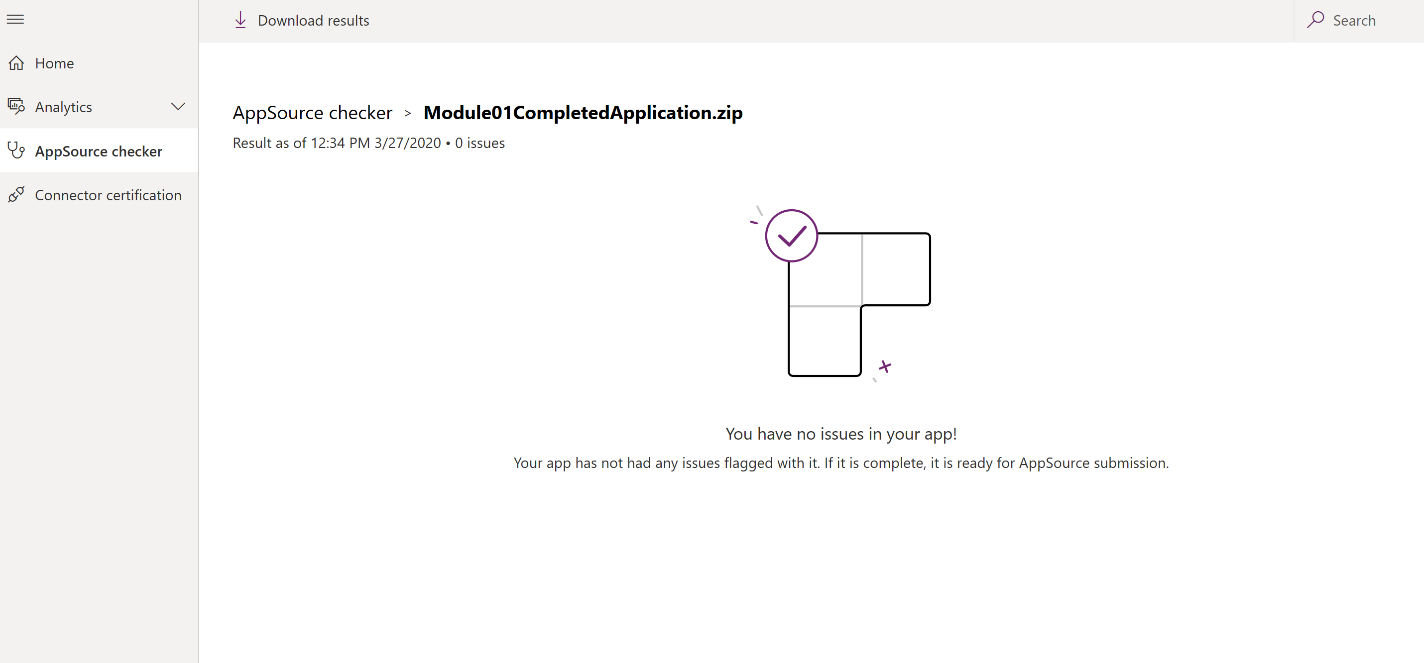 Download results
Search
Home
Analytics
AppSource checker
Connector certification
AppSource checker > Module01CompletedApplication.zip
Result as of 12:34 PM 3/27/2020 • 0 issues
You have no issues in your app!
Your app has not had any issues flagged with it. If it is complete, it is ready for AppSource submission.